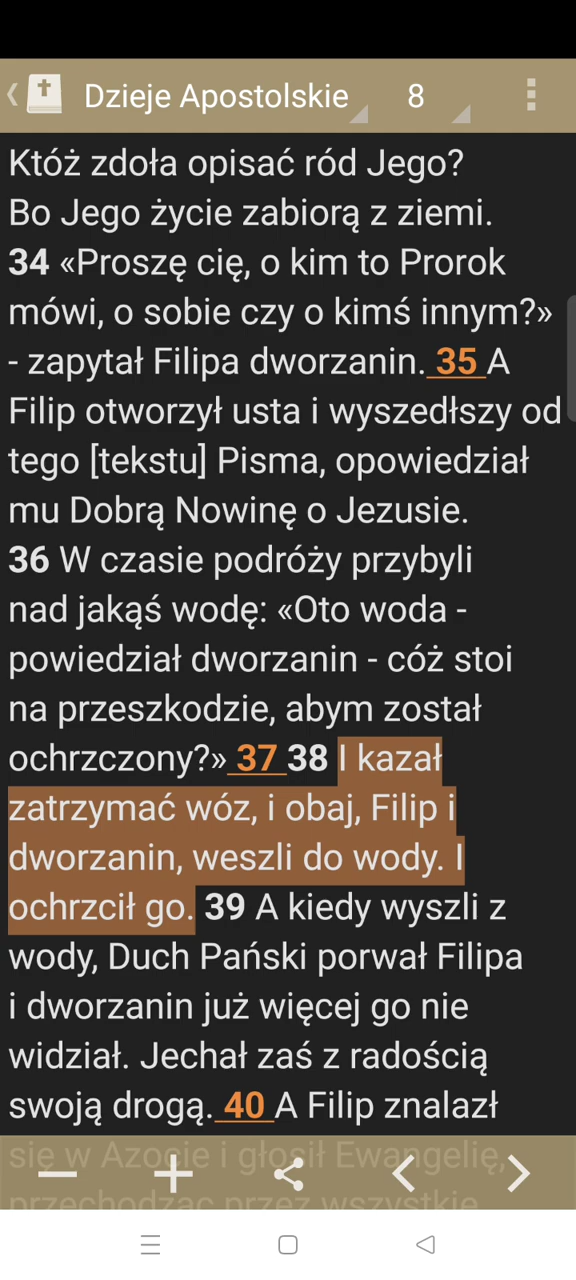 Dzieje Apostolskie 8
Któż zdoła opisać ród Jego?
Bo Jego życie zabiorą z ziemi.
34 «Proszę cię, o kim to Prorok
mówi, o sobie czy o kimś innym?»
- zapytał Filipa dworzanin. 35 A
Filip otworzył usta i wyszedłszy od
tego [tekstu] Pisma, opowiedział
mu Dobrą Nowinę o Jezusie.
36 W czasie podróży przybyli
nad jakąś wodę: «Oto woda -
powiedział dworzanin - cóż stoi
na przeszkodzie, abym został
ochrzczony?» 37 38 I kazał
zatrzymać wóz, i obaj, Filip i
dworzanin, weszli do wody. I
ochrzcił go. 39 A kiedy wyszli z
wody, Duch Pański porwał Filipa
i dworzanin już więcej go nie
widział. Jechał zaś z radością
swoją drogą. 40 A Filip znalazł
się w Azocie i głosił Ewangelię,
przechodząc przez wszystkie